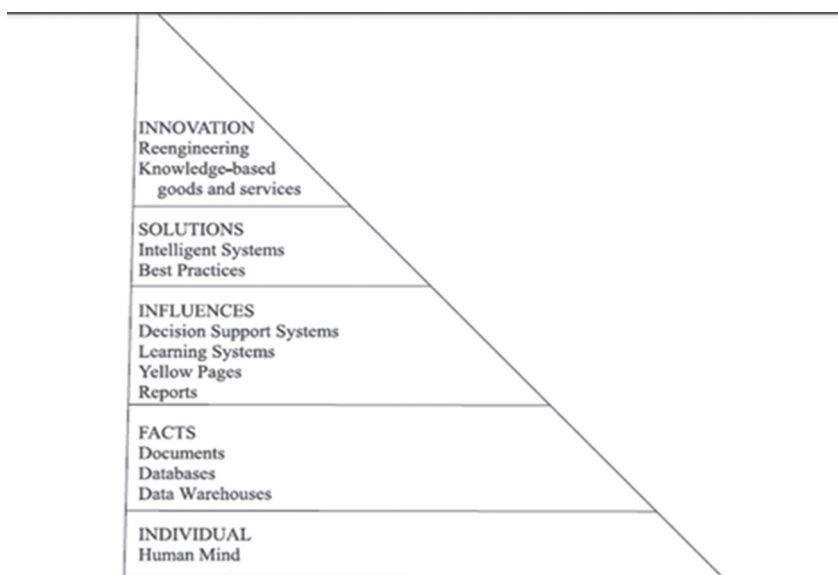 INNOVATION
Reengineering
Knowledge-based
goods and services
SOLUTIONS
Intelligent Systems
Best Practices
INFLUENCES
Decision Support Systems
Learning Systems
Yellow Pages
Reports
FACTS
Documents
Databases
Data Warehouses
INDIVIDUAL
Human Mind